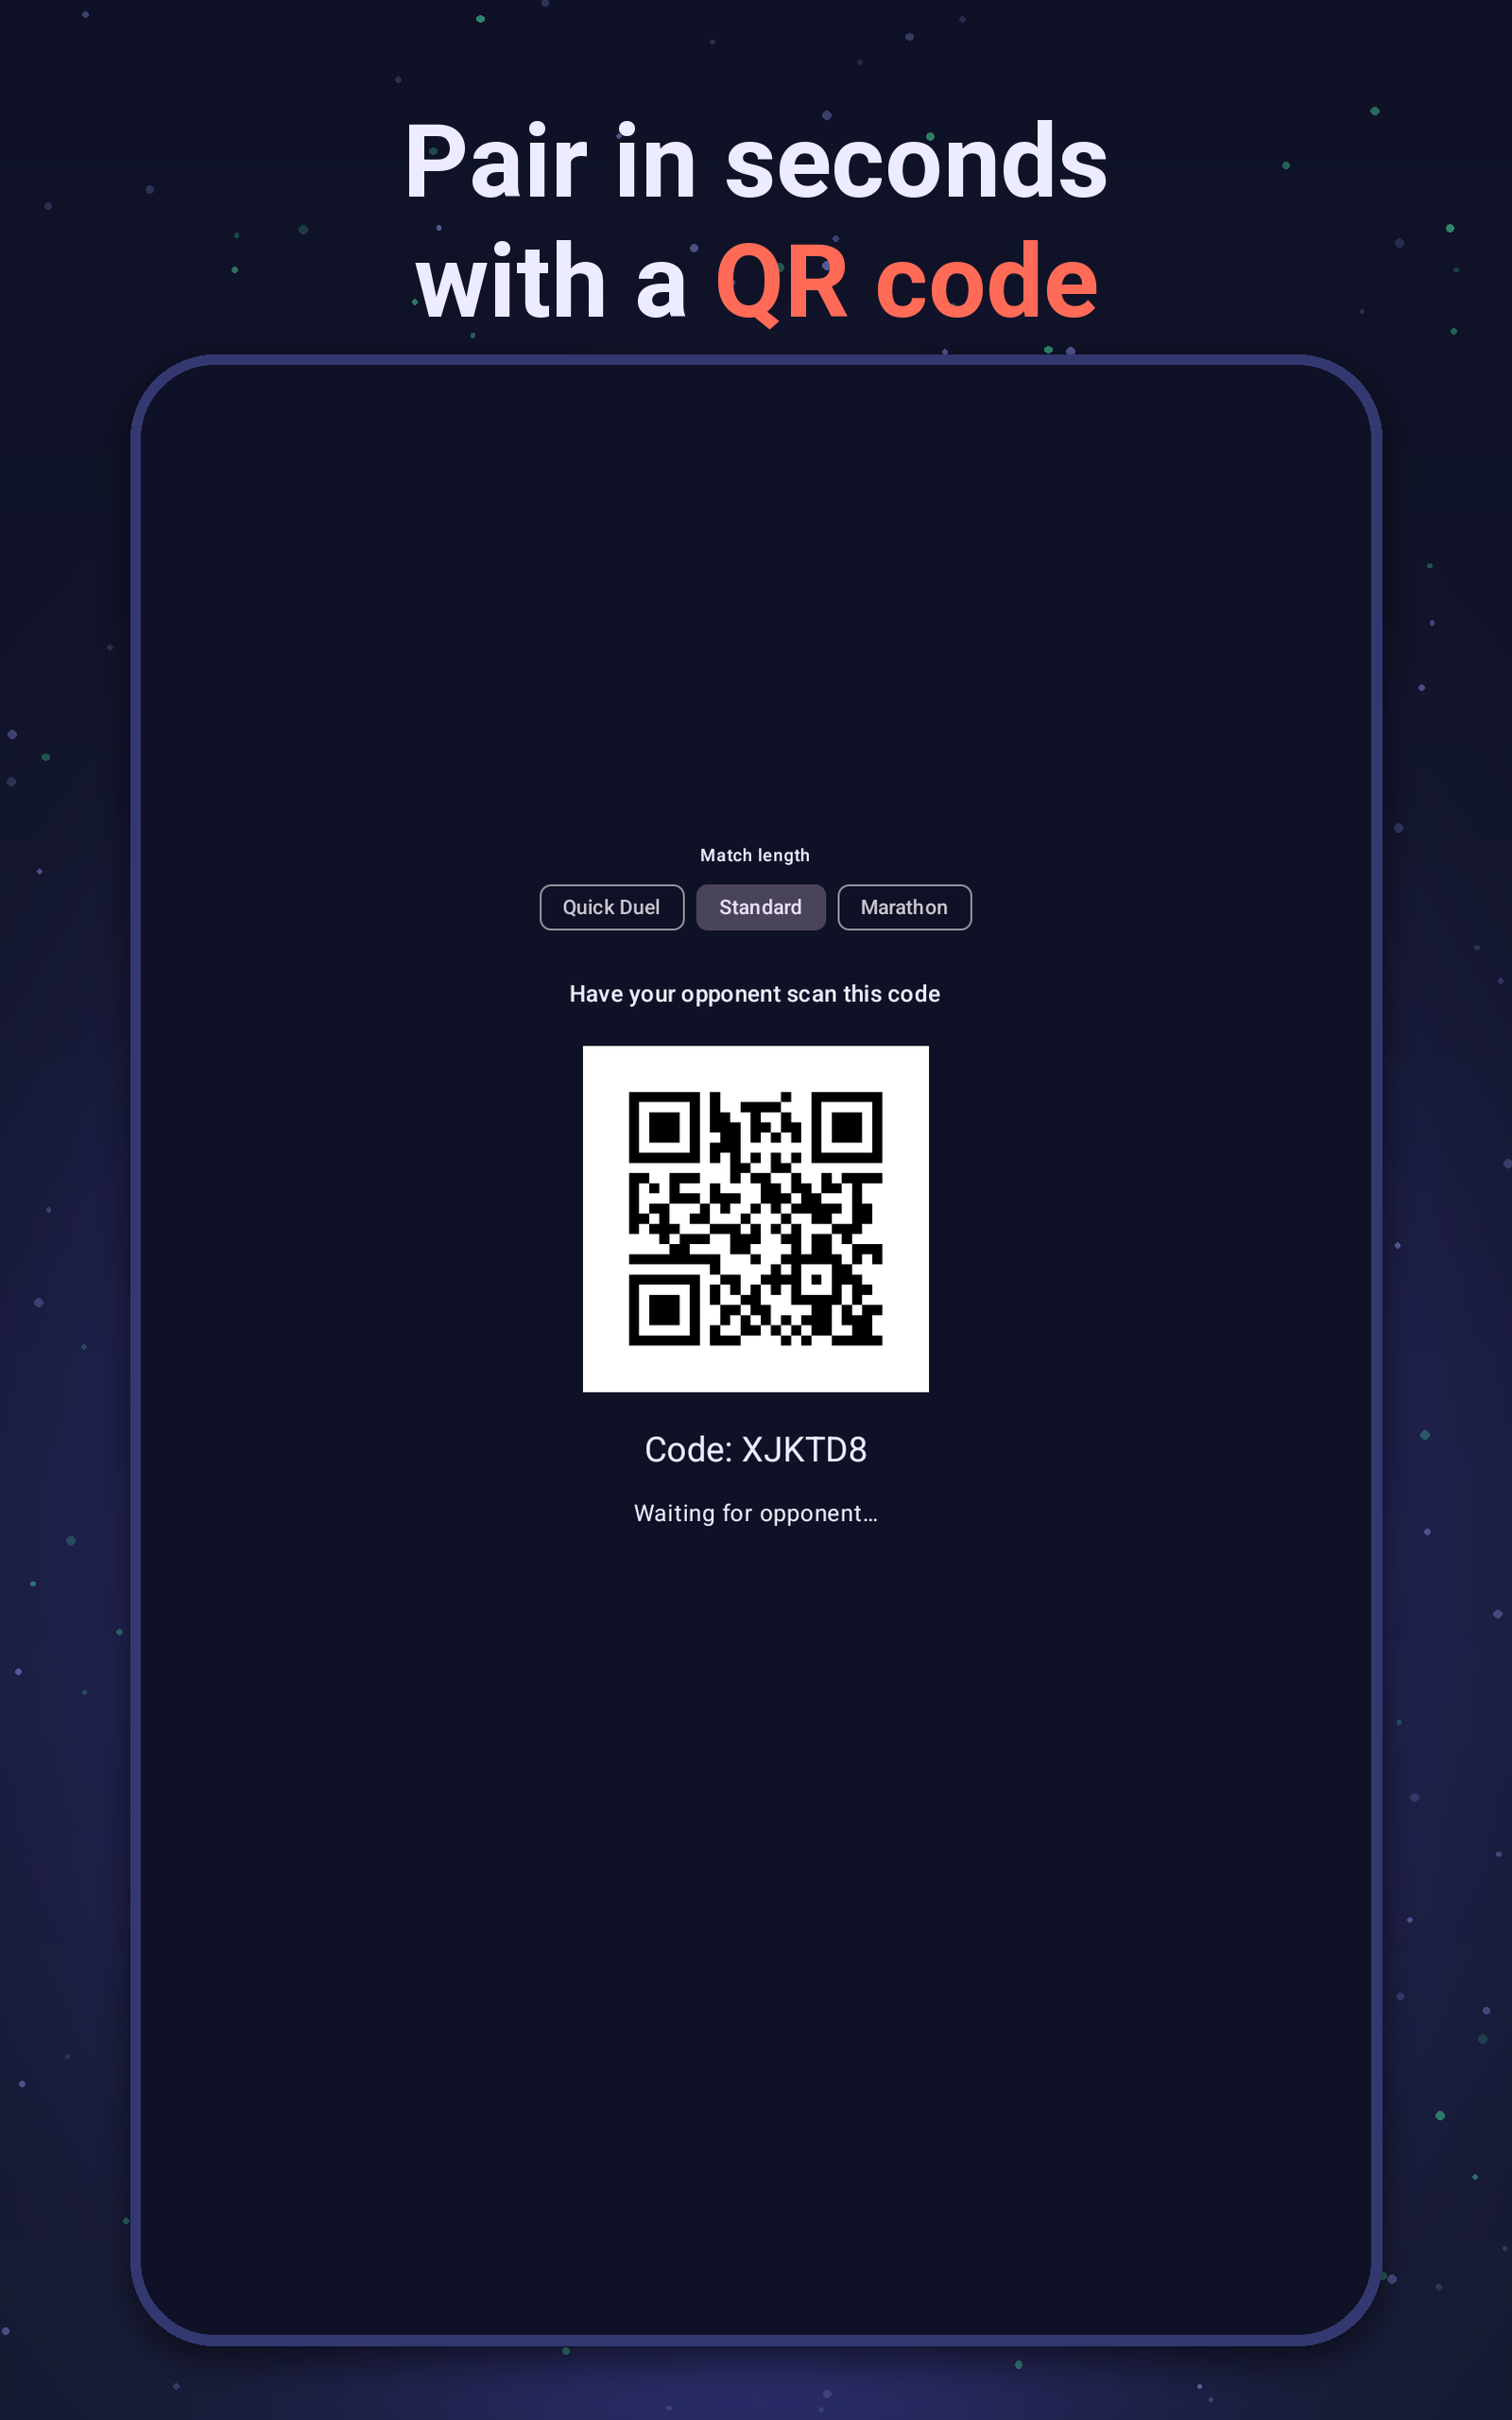 Pair in seconds
with a QR code
Match length
Quick Duel Standard Marathon
Have your opponent scan this code
Code: XJKTD8
Waiting for opponent…